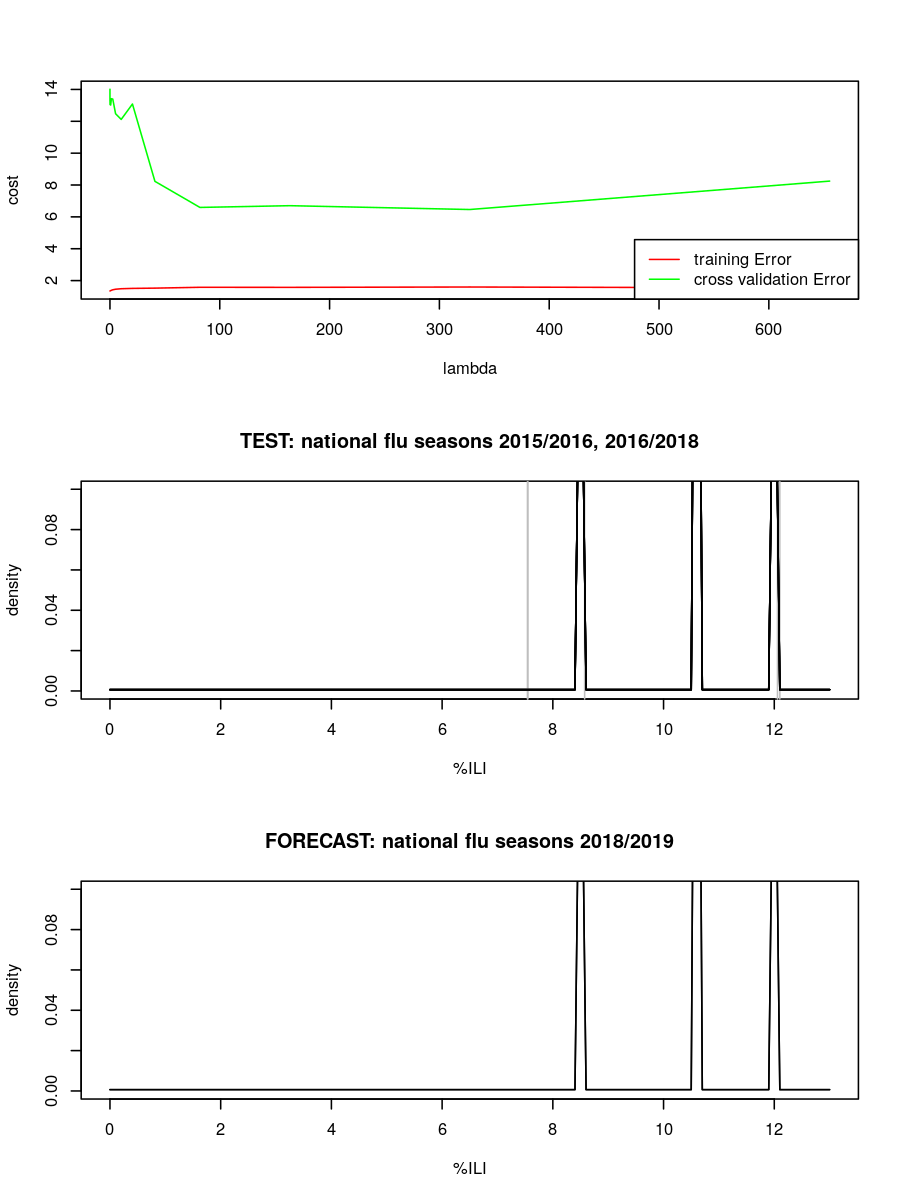 14
10
8
6
4
2
cost
training Error
cross validation Error
0 100 200 300 400 500 600
lambda
TEST: national flu seasons 2015/2016, 2016/2018
0.08
0.04
0.00
density
0 2 4 6 8 10 12
%ILI
FORECAST: national flu seasons 2018/2019
0.08
0.04
0.00
density
0 2 4 6 8 10 12
%ILI